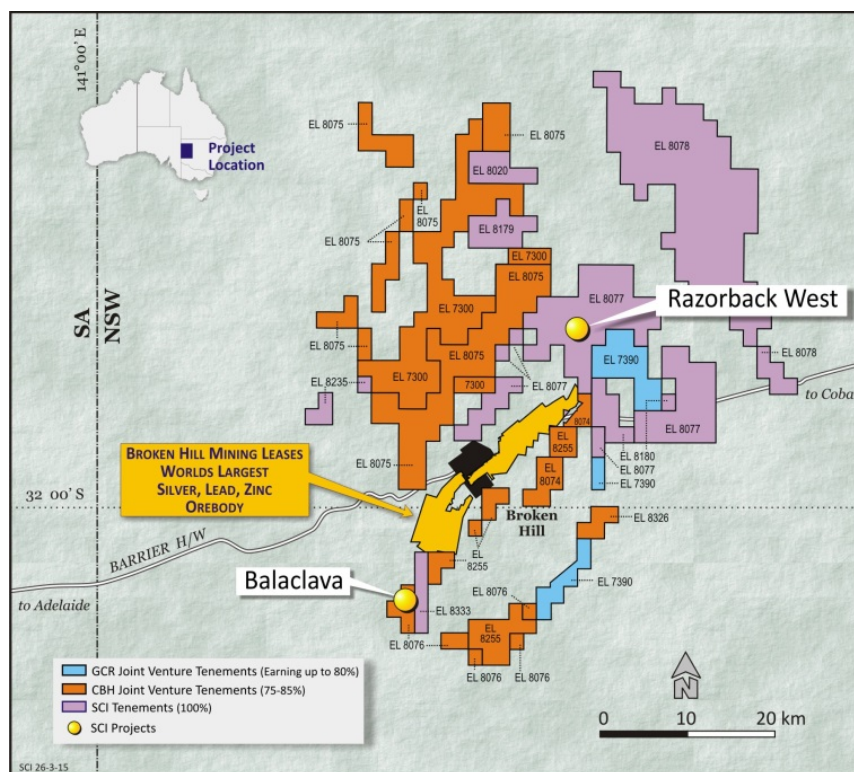 141°00' E
Project
Location
EL 8075
EL 8075
EL 8078
EL 8020
EL
8075
EL 8179
EL 8075
EL 7300
EL 8075
EL 8077
Razorback West
SA
NSW
EL 7300
EL 8075
EL 8075
EL 7390
EL 8078
EL 8235
EL 7300
7300
EL 8077
to Coba
8074
EL
8255
EL 8077
EL 8180
EL 8077
EL 7390
BROKEN HILL MINING LEASES
WORLDS LARGEST
SILVER, LEAD, ZINC
OREBODY
EL 8075
EL
8074
32 00' S
Broken
Hill
EL 8326
BARRIER H/W
EL
8255
Balaclava
EL 7390
to Adelaide
EL 8333
EL 8076
EL 8076
EL
8255
EL 8076
EL 8076
GCR Joint Venture Tenements (Earning up to 80%)
CBH Joint Venture Tenements (75-85%)
SCI Tenements (100%)
SCI Projects
N
0 10 20 km
SCI 26-3-15